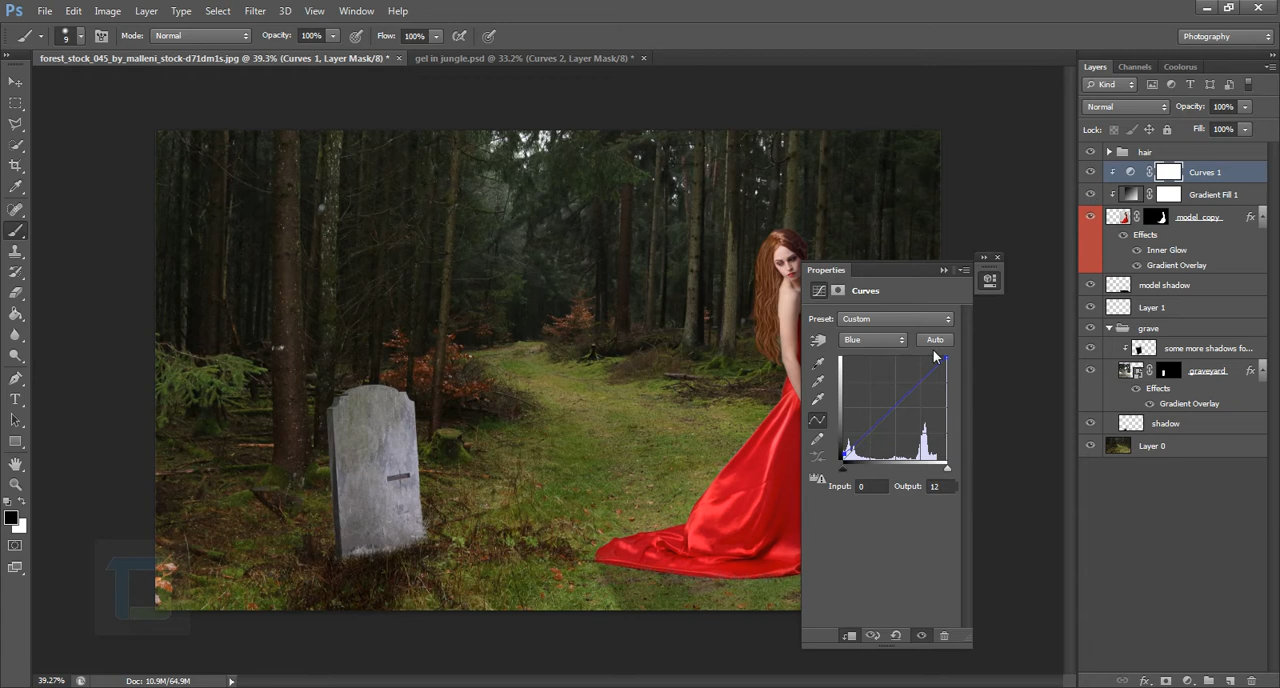 Ps File Edit Image Layer Type Select Filter 3D View Window Help
9 Mode: Normal Opacity: 100% Flow: 100% Photography
forest_stock_045_by_malleni_stock-d71dm1s.jpg @ 39.3% (Curves 1, Layer Mask/8) * × gel in jungle.psd @ 33.2% (Curves 2, Layer Mask/8) * ×
Layers Channels Coolorus
Kind
Normal Opacity: 100%
Lock: Fill: 100%
hair
Curves 1
Gradient Fill 1
model copy fx
Effects
Inner Glow
Gradient Overlay
model shadow
Layer 1
grave
some more shadows fo...
graveyard fx
Effects
Gradient Overlay
shadow
Layer 0
Properties
Curves
Preset: Custom
Blue Auto
Input: 0 Output: 12
39.27% Doc: 10.9M/64.9M